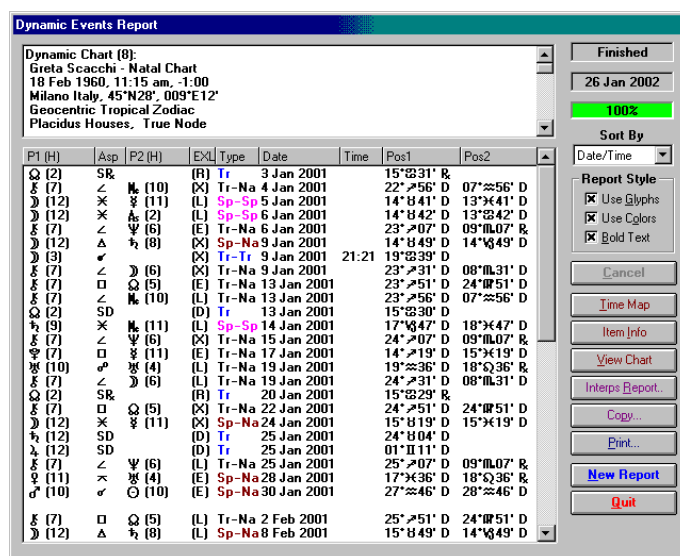 Dynamic Events Report
Dynamic Chart (8):
Greta Scacchi - Natal Chart
18 Feb 1960, 11:15 am, -1:00
Milano Italy, 45°N28', 009°E12'
Geocentric Tropical Zodiac
Placidus Houses, True Node
Finished
26 Jan 2002
100%
Sort By
Date/Time
Report Style
Use Glyphs
Use Colors
Bold Text
Cancel
Time Map
Item Info
View Chart
Interps Report..
Copy...
Print...
New Report
Quit
P1 (H) Asp P2 (H) EXL Type Date Time Pos1 Pos2
☊ (2) S℞ (R) Tr 3 Jan 2001 15°♋31' ℞
⚷ (7) ∠ Mc (10) (X) Tr-Na 4 Jan 2001 22°♐56' D 07°♒56' D
☽ (12) ⚹ ☿ (11) (L) Sp-Sp 5 Jan 2001 14°♉41' D 13°♓41' D
☽ (12) ⚹ As (2) (L) Sp-Sp 6 Jan 2001 14°♉42' D 13°♋42' D
⚷ (7) ∠ Ψ (6) (E) Tr-Na 6 Jan 2001 23°♐07' D 09°♏07' ℞
☽ (12) △ ♄ (8) (X) Sp-Na 9 Jan 2001 14°♉49' D 14°♑49' D
☽ (3) ☌ (X) Tr-Tr 9 Jan 2001 21:21 19°♋39' D
⚷ (7) ∠ ☽ (6) (E) Tr-Na 9 Jan 2001 23°♐31' D 08°♏31' D
⚷ (7) □ ☊ (5) (E) Tr-Na 13 Jan 2001 23°♐51' D 24°♍51' D
⚷ (7) ∠ Mc (10) (L) Tr-Na 13 Jan 2001 23°♐56' D 07°♒56' D
☊ (2) SD (D) Tr 13 Jan 2001 15°♋30' D
♄ (9) ⚹ Mc (11) (L) Sp-Sp 14 Jan 2001 17°♑47' D 18°♓47' D
⚷ (7) ∠ Ψ (6) (X) Tr-Na 15 Jan 2001 24°♐07' D 09°♏07' ℞
♆ (7) □ ☿ (11) (E) Tr-Na 17 Jan 2001 14°♐19' D 15°♓19' D
♅ (10) ☍ ♅ (4) (L) Tr-Na 19 Jan 2001 19°♒36' D 18°♌36' ℞
⚷ (7) ∠ ☽ (6) (L) Tr-Na 19 Jan 2001 24°♐31' D 08°♏31' D
☊ (2) S℞ (R) Tr 20 Jan 2001 15°♋29' ℞
⚷ (7) □ ☊ (5) (X) Tr-Na 22 Jan 2001 24°♐51' D 24°♍51' D
☽ (12) ⚹ ☿ (11) (X) Sp-Na 24 Jan 2001 15°♉19' D 15°♓19' D
♄ (12) SD (D) Tr 25 Jan 2001 24°♉04' D
♃ (12) SD (D) Tr 25 Jan 2001 01°♊11' D
⚷ (7) ∠ Ψ (6) (L) Tr-Na 25 Jan 2001 25°♐07' D 09°♏07' ℞
♀ (11) ⚻ ♅ (4) (E) Sp-Na 28 Jan 2001 17°♓36' D 18°♌36' ℞
♂ (10) ☌ ☉ (10) (E) Sp-Na 30 Jan 2001 27°♒46' D 28°♒46' D
⚷ (7) □ ☊ (5) (L) Tr-Na 2 Feb 2001 25°♐51' D 24°♍51' D
☽ (12) △ ♄ (8) (L) Sp-Na 8 Feb 2001 15°♉49' D 14°♑49' D